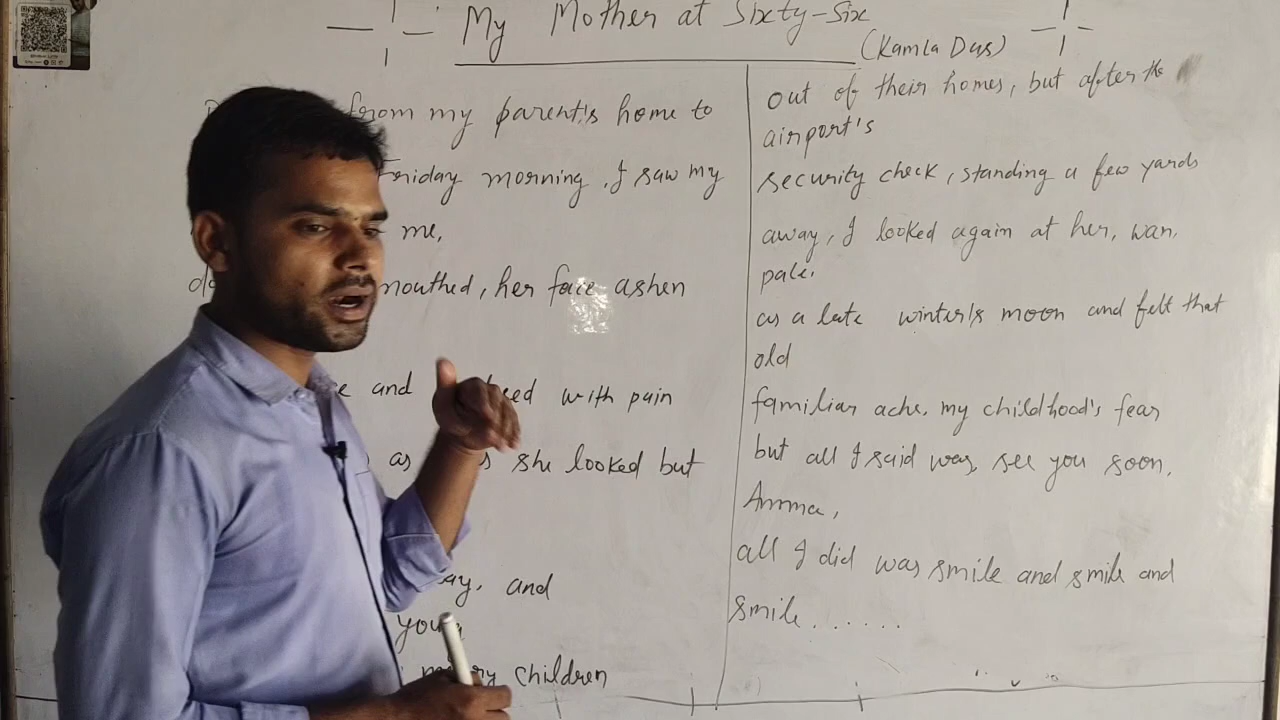 My Mother at Sixty-Six
(Kamla Das)
from my parent's home to
Friday morning, I saw my
me,
mouthed, her face ashen
and with pain
as she looked but
and
young
children
out of their homes, but after the
airport's
security check, standing a few yards
away, I looked again at her, wan,
pale,
as a late winter's moon and felt that
old
familiar ache, my childhood's fear
but all I said was, see you soon,
Amma,
all I did was smile and smile and
smile......